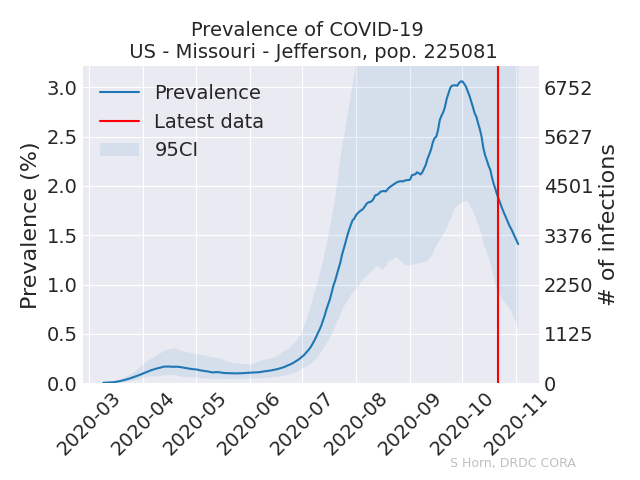 Prevalence of COVID-19
US - Missouri - Jefferson, pop. 225081
Prevalence
Latest data
95CI
Prevalence (%)
3.0
2.5
2.0
1.5
1.0
0.5
0.0
6752
5627
4501
3376
2250
1125
0
# of infections
2020-03
2020-04
2020-05
2020-06
2020-07
2020-08
2020-09
2020-10
2020-11
S Horn, DRDC CORA